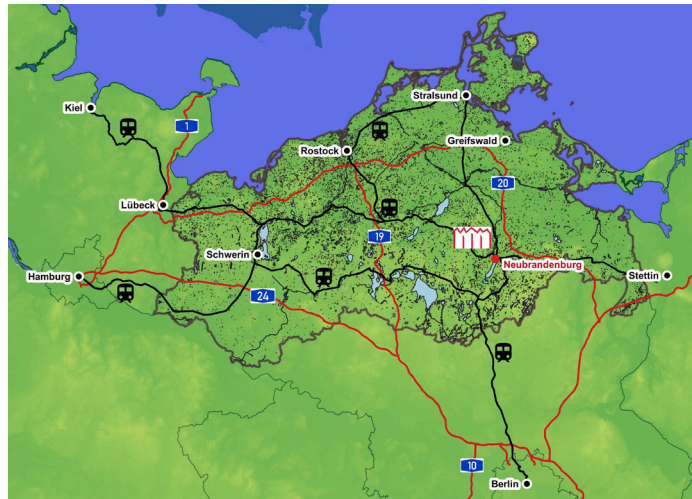 Kiel
1
Stralsund
Greifswald
Rostock
20
Lübeck
19
Schwerin
Neubrandenburg
Hamburg
Stettin
24
10
Berlin